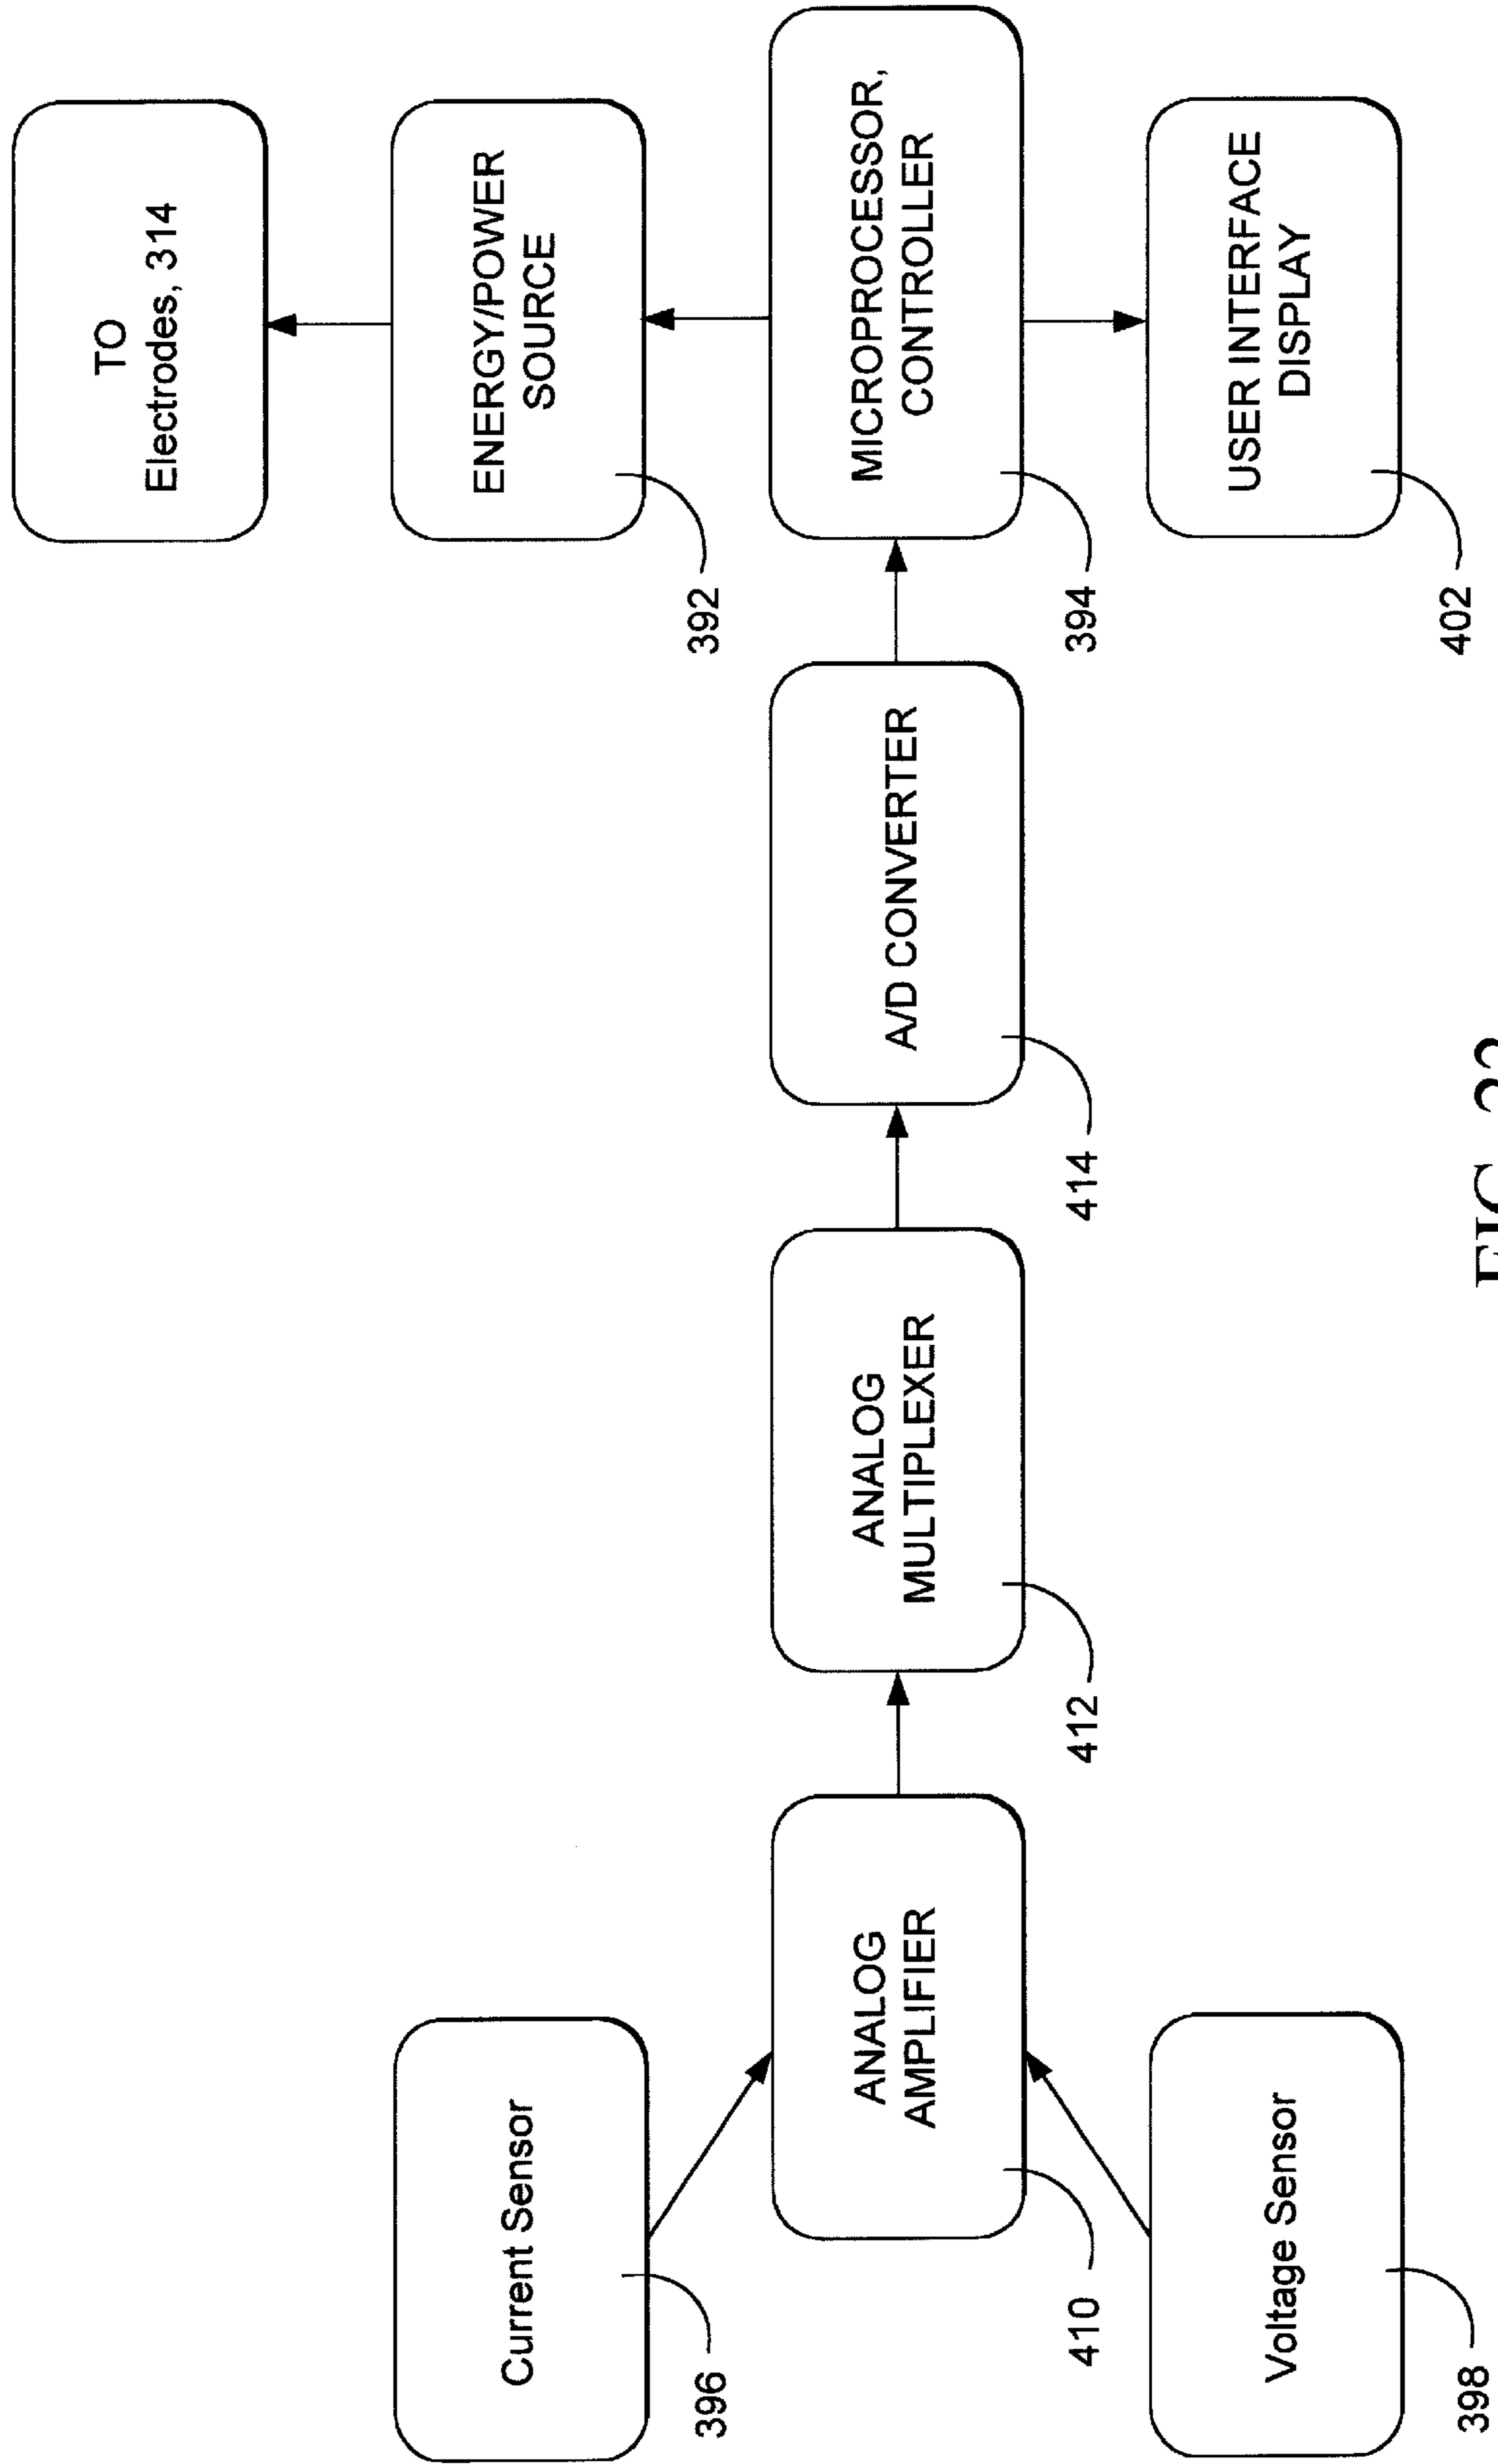 TO
Electrodes, 314
ENERGY/POWER
SOURCE
392
Current Sensor
396
ANALOG
AMPLIFIER
410
ANALOG
MULTIPLEXER
412
A/D CONVERTER
414
MICROPROCESSOR,
CONTROLLER
394
Voltage Sensor
398
USER INTERFACE
DISPLAY
402
FIG